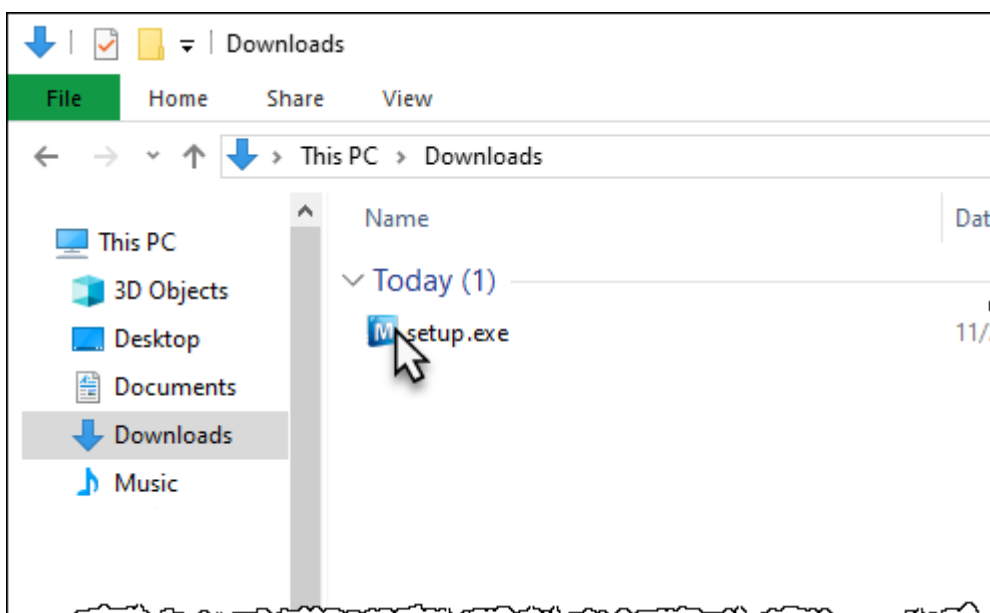 Downloads
File Home Share View
This PC > Downloads
Name Dat
This PC
Today (1)
3D Objects
M setup.exe 11/
Desktop
Documents
Downloads
Music